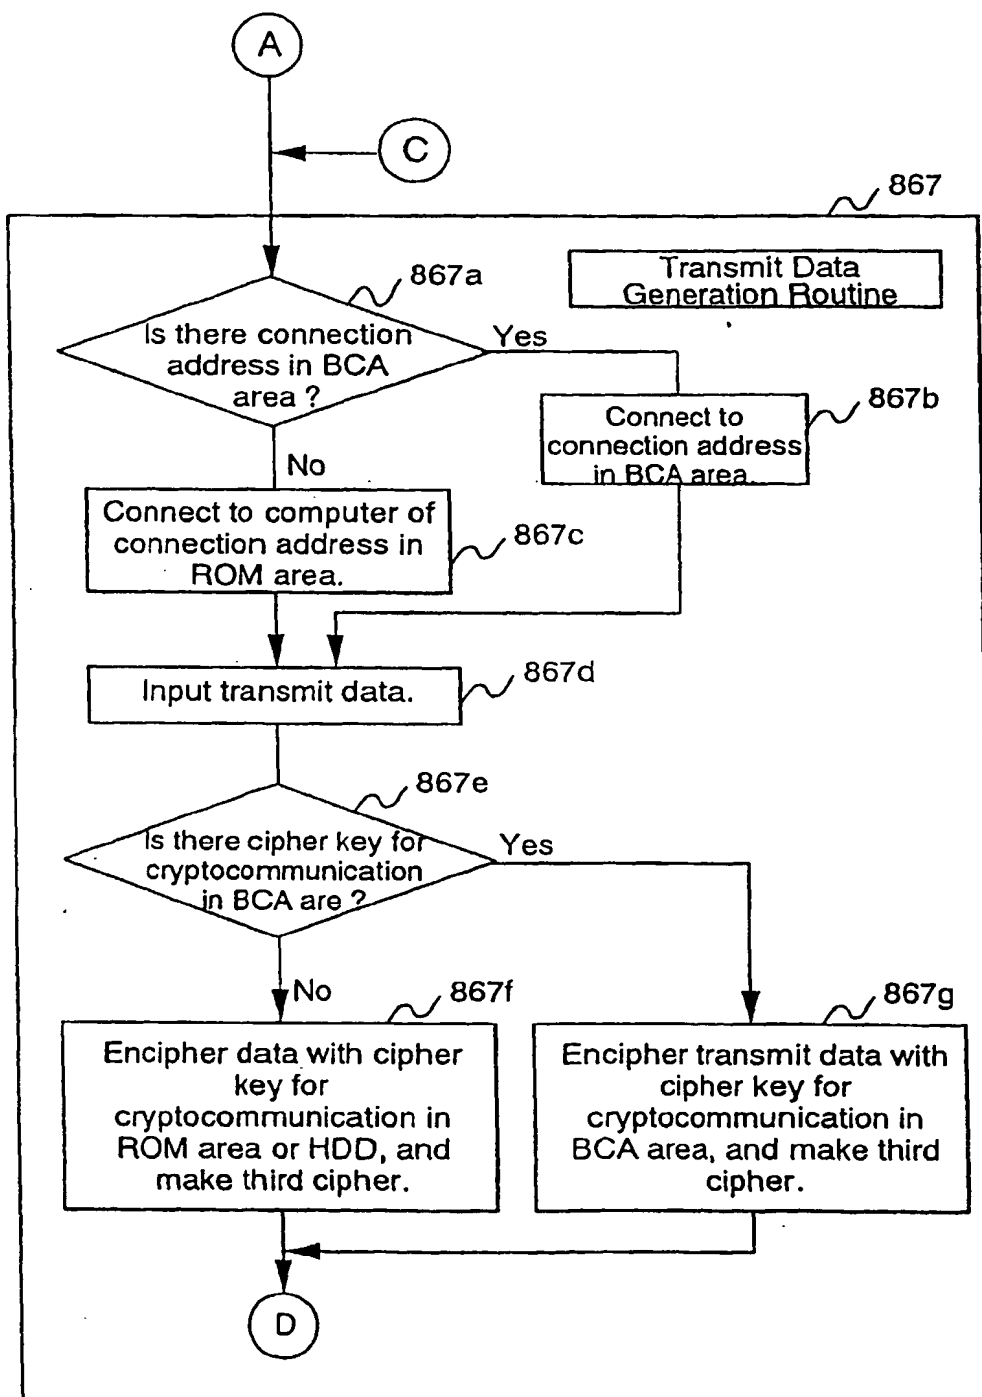 A
C
867
867a
Transmit Data
Generation Routine
Is there connection
address in BCA
area ?
Yes
867b
Connect to
connection address
in BCA area.
No
Connect to computer of
connection address in
ROM area.
867c
867d
Input transmit data.
867e
Is there cipher key for
cryptocommunication
in BCA are ?
Yes
No
867f
867g
Encipher data with cipher
key for
cryptocommunication in
ROM area or HDD, and
make third cipher.
Encipher transmit data with
cipher key for
cryptocommunication in
BCA area, and make third
cipher.
D